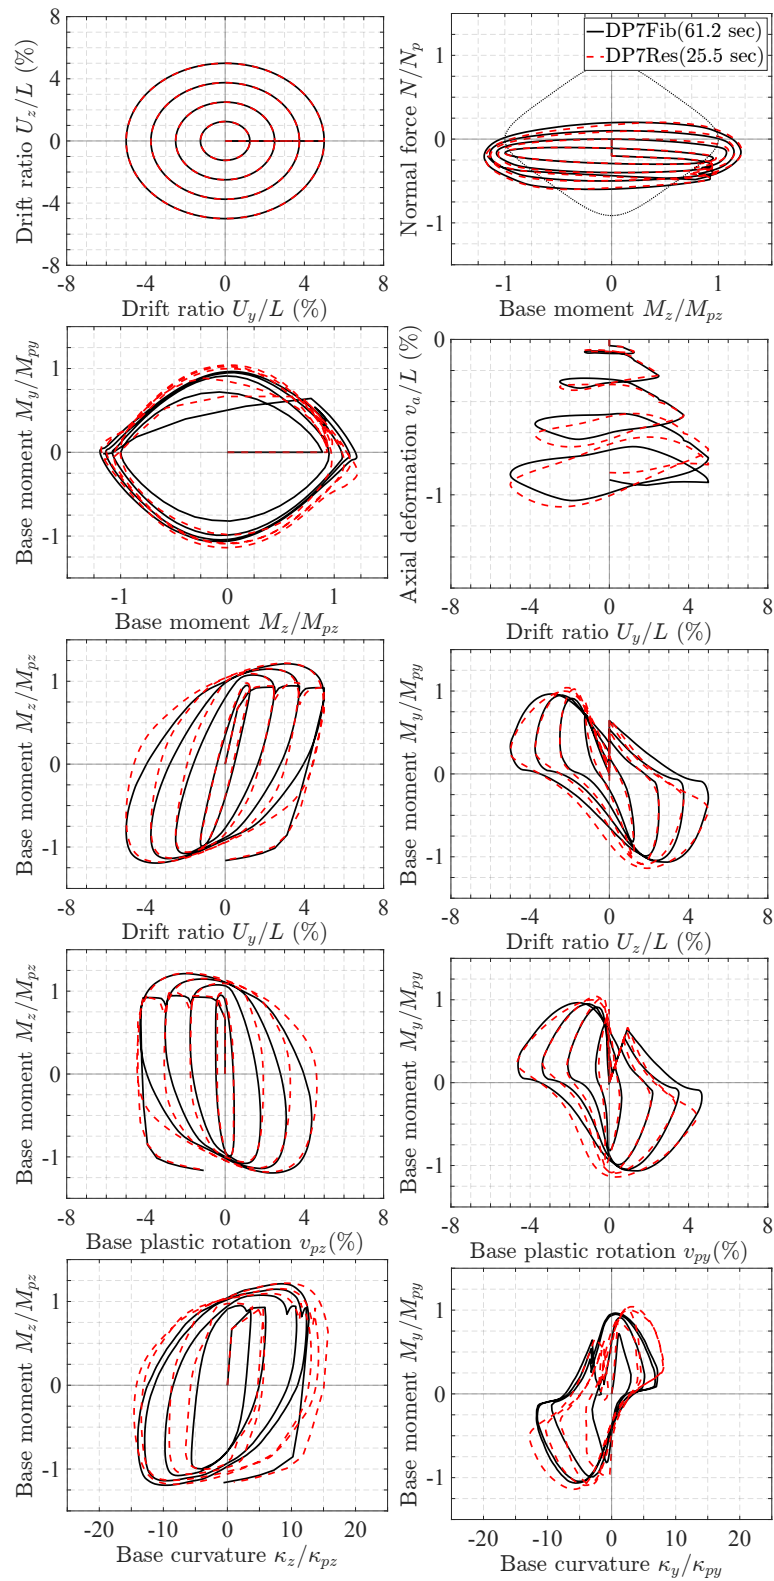 Drift ratio U_z/L (%)
8
4
0
-4
-8
-8 -4 0 4 8
Drift ratio U_y/L (%)
Normal force N/N_p
1
0
-1
DP7Fib(61.2 sec)
DP7Res(25.5 sec)
-1 0 1
Base moment M_z/M_pz
Base moment M_y/M_py
1
0
-1
-1 0 1
Base moment M_z/M_pz
Axial deformation v_a/L (%)
0
-1
-8 -4 0 4 8
Drift ratio U_y/L (%)
Base moment M_z/M_pz
1
0
-1
-8 -4 0 4 8
Drift ratio U_y/L (%)
Base moment M_y/M_py
1
0
-1
-8 -4 0 4 8
Drift ratio U_z/L (%)
Base moment M_z/M_pz
1
0
-1
-8 -4 0 4 8
Base plastic rotation v_pz(%)
Base moment M_y/M_py
1
0
-1
-8 -4 0 4 8
Base plastic rotation v_py(%)
Base moment M_z/M_pz
1
0
-1
-20 -10 0 10 20
Base curvature κ_z/κ_pz
Base moment M_y/M_py
1
0
-1
-20 -10 0 10 20
Base curvature κ_y/κ_py